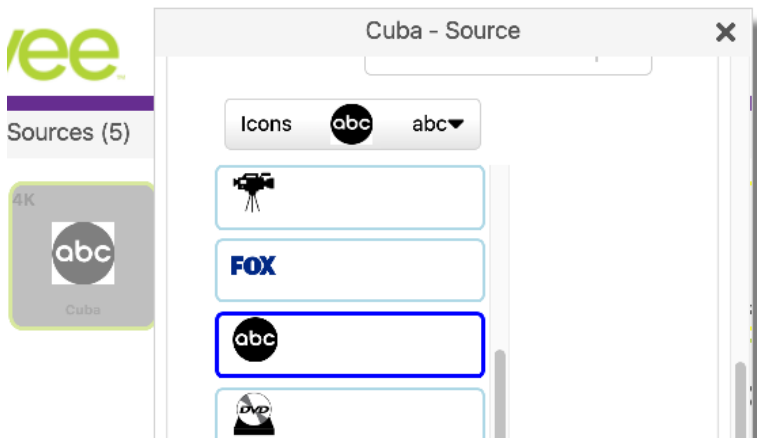 vee
Cuba - Source
Sources (5)
Icons abc abc
4K
abc
Cuba
FOX
abc
DVD